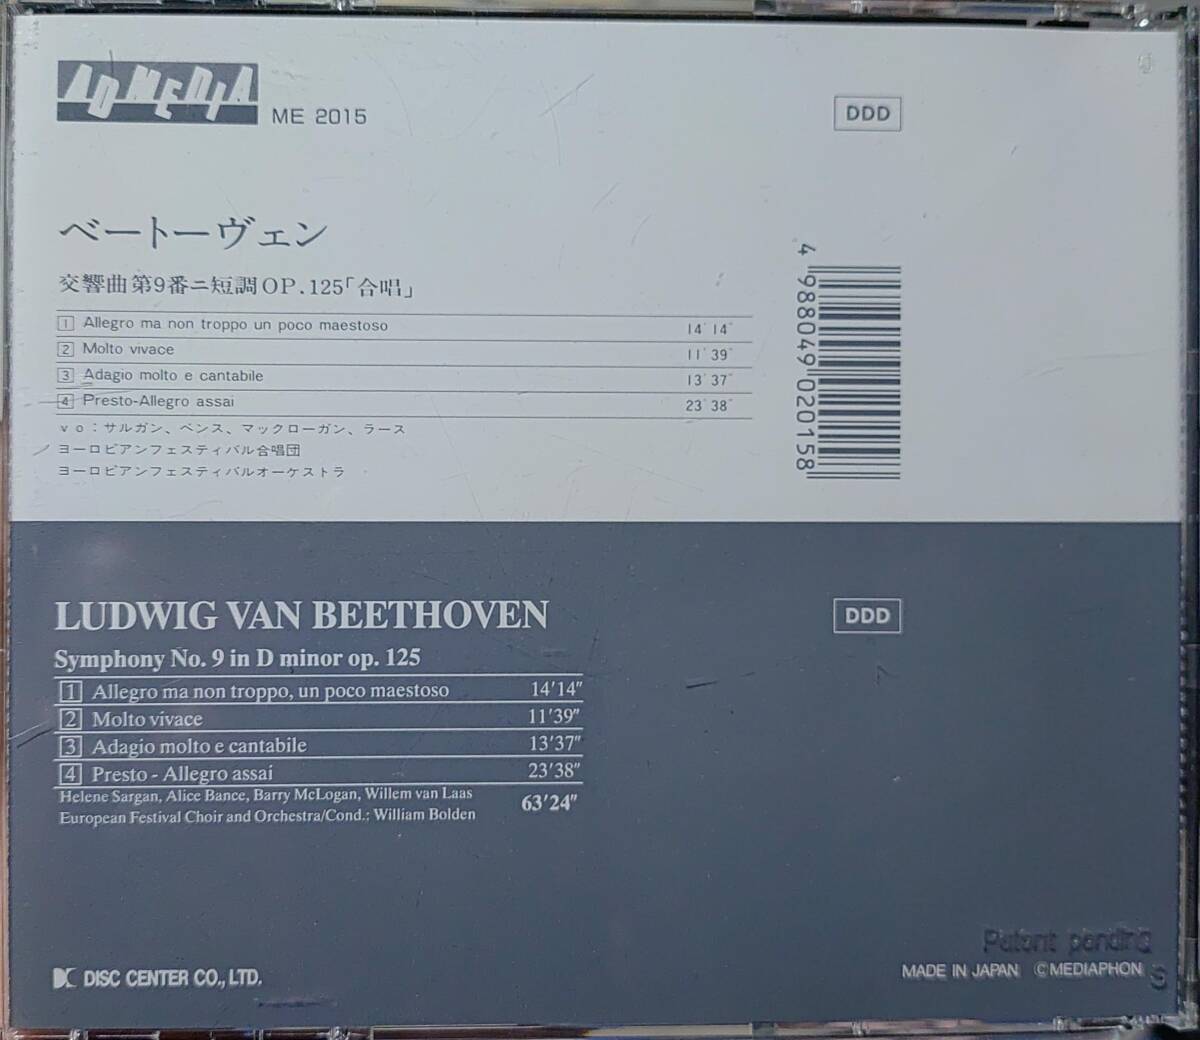 AD MEDIA
ME 2015
DDD
ベートーヴェン
交響曲第9番ニ短調OP.125「合唱」
1 Allegro ma non troppo un poco maestoso 14'14"
2 Molto vivace 11'39"
3 Adagio molto e cantabile 13'37"
4 Presto-Allegro assai 23'38"
vo:サルガン、ベンス、マックローガン、ラース
ヨーロピアンフェスティバル合唱団
ヨーロピアンフェスティバルオーケストラ
4 988049 020158
LUDWIG VAN BEETHOVEN
DDD
Symphony No. 9 in D minor op. 125
1 Allegro ma non troppo, un poco maestoso 14'14"
2 Molto vivace 11'39"
3 Adagio molto e cantabile 13'37"
4 Presto - Allegro assai 23'38"
Helene Sargan, Alice Bance, Barry McLogan, Willem van Laas
63'24"
European Festival Choir and Orchestra/Cond.: William Bolden
Patent pending
DISC CENTER CO., LTD.
MADE IN JAPAN ©MEDIAPHON